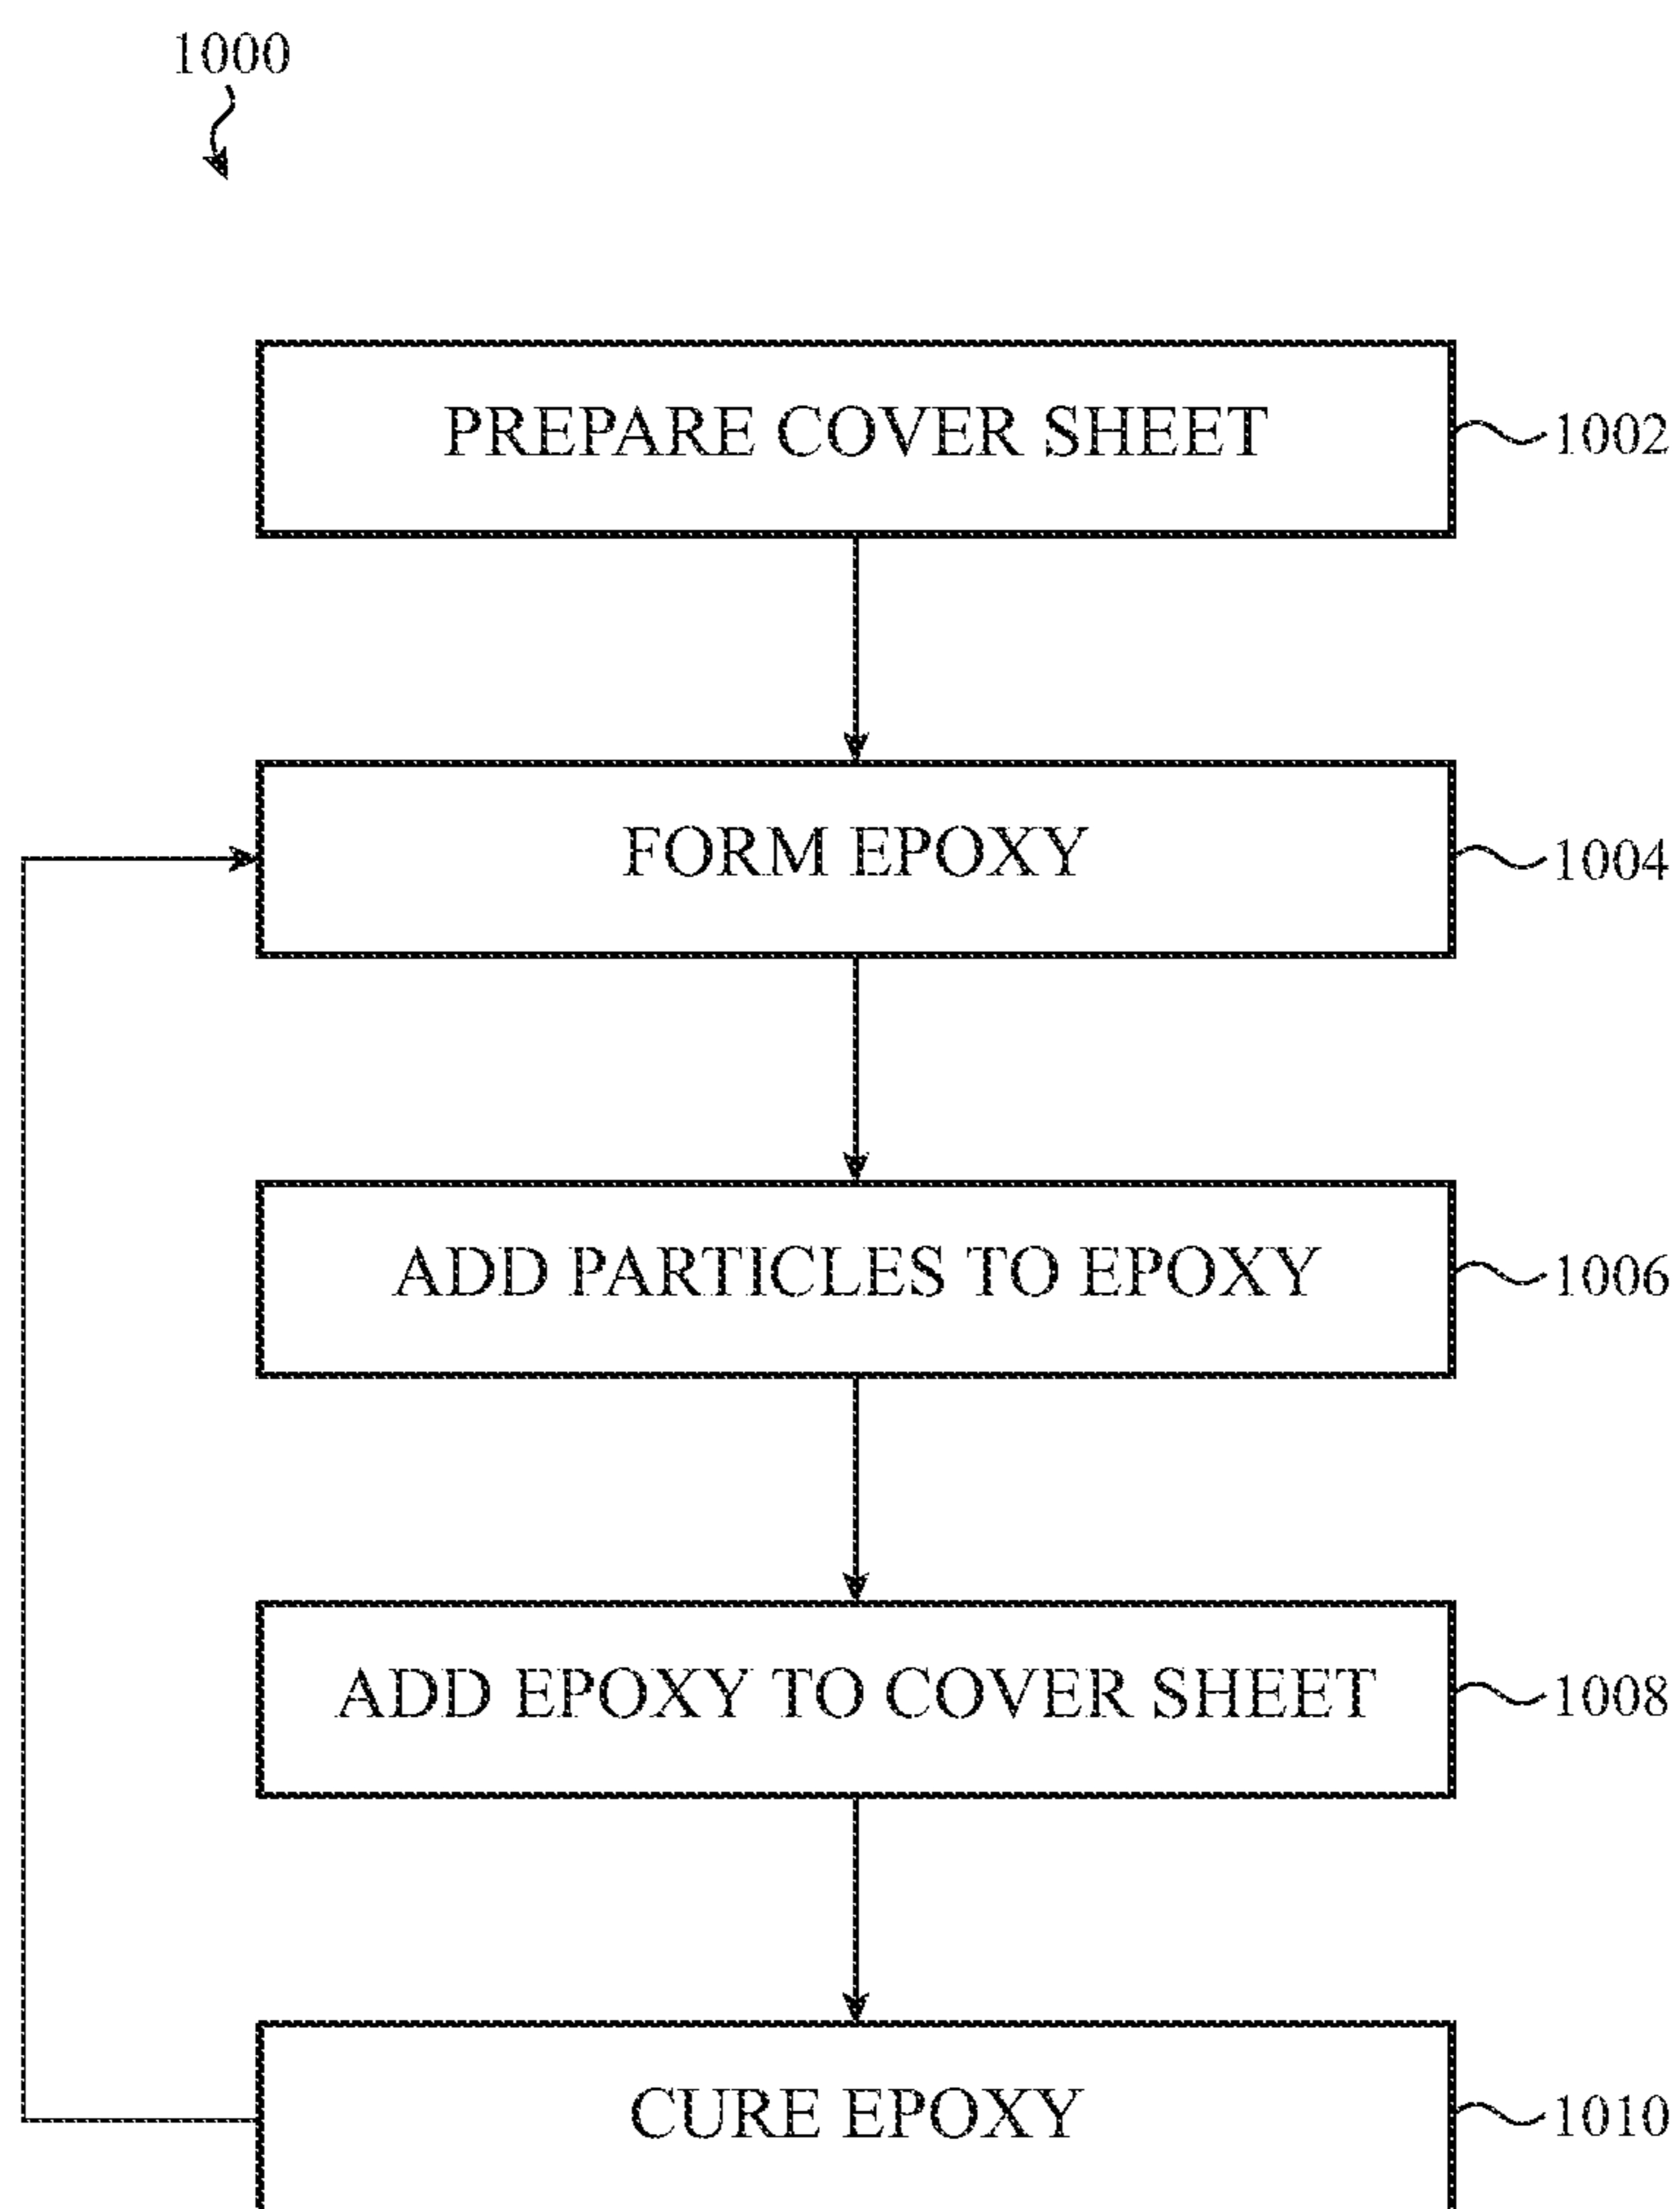 1000
PREPARE COVER SHEET
1002
FORM EPOXY
1004
ADD PARTICLES TO EPOXY
1006
ADD EPOXY TO COVER SHEET
1008
CURE EPOXY
1010